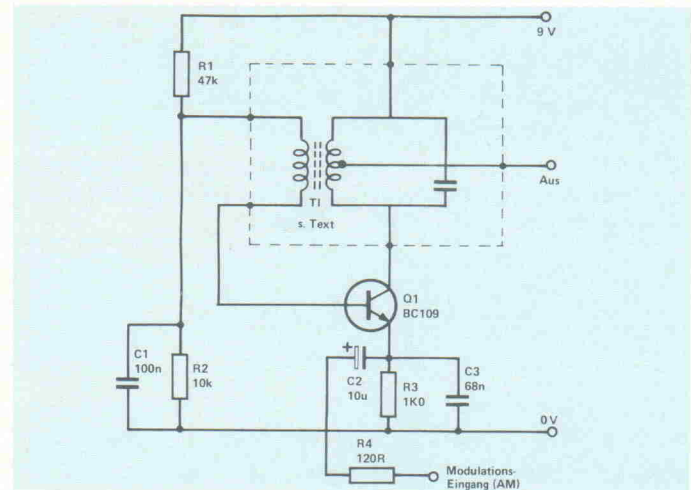 9 V
R1
47k
Aus
T1
s. Text
Q1
BC109
+
C1
100n
R2
10k
C2
10u
R3
1K0
C3
68n
0 V
R4
120R
Modulations-
Eingang (AM)